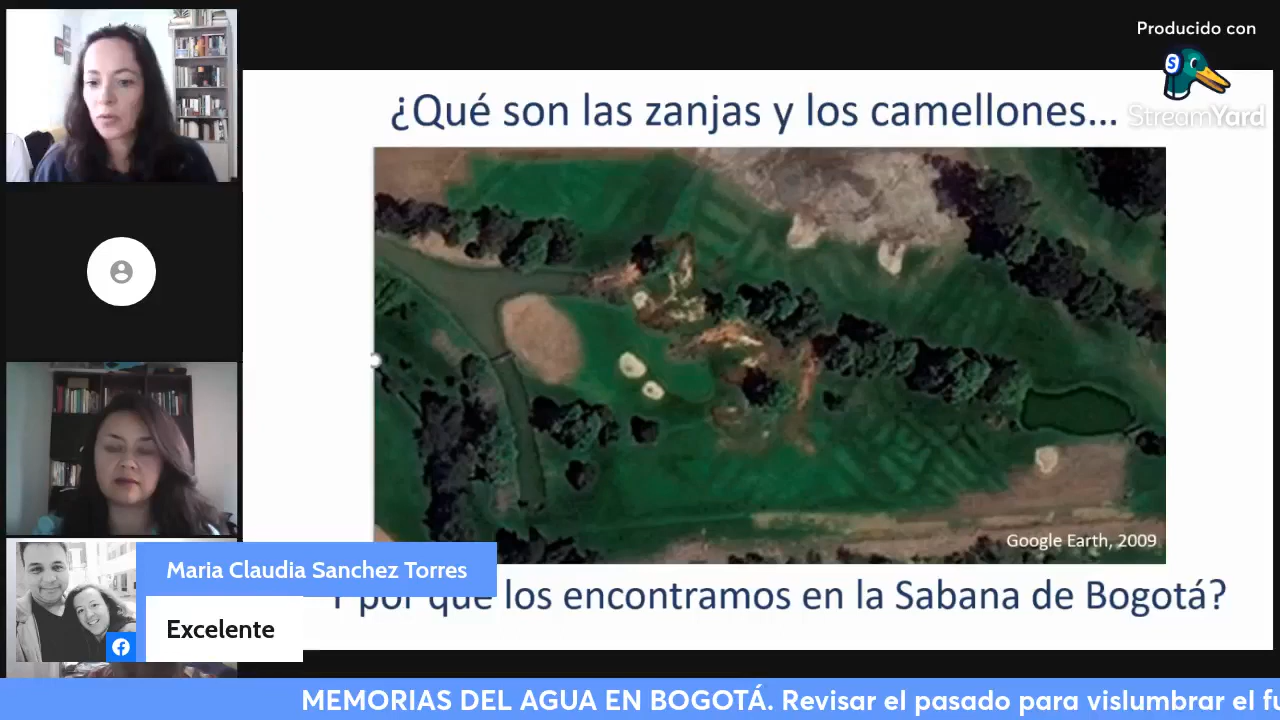 Producido con
StreamYard
¿Qué son las zanjas y los camellones...
Google Earth, 2009
por qué los encontramos en la Sabana de Bogotá?
Maria Claudia Sanchez Torres
Excelente
MEMORIAS DEL AGUA EN BOGOTÁ. Revisar el pasado para vislumbrar el